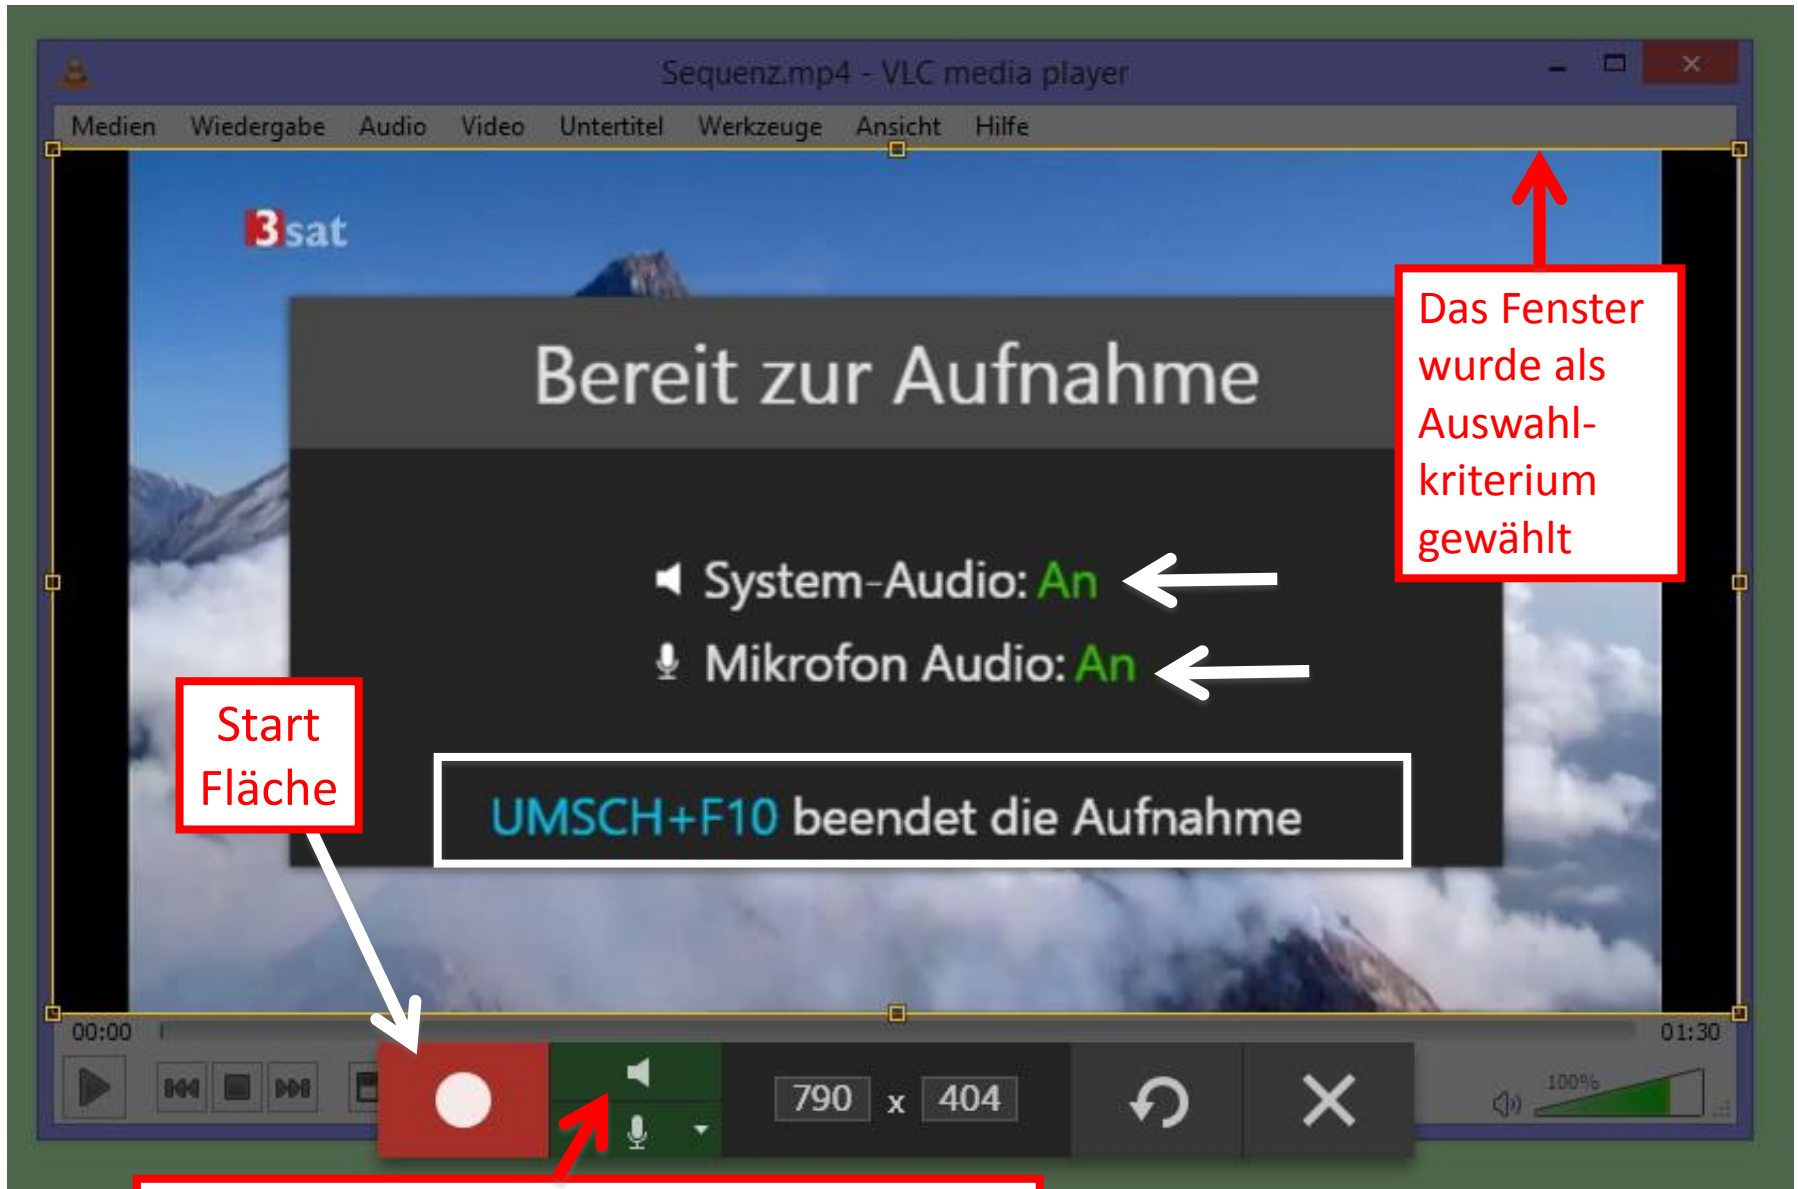 Sequenz.mp4 - VLC media player
Medien Wiedergabe Audio Video Untertitel Werkzeuge Ansicht Hilfe
3sat
Das Fenster
wurde als
Auswahl-
kriterium
gewählt
Bereit zur Aufnahme
System-Audio: An
Mikrofon Audio: An
Start
Fläche
UMSCH+F10 beendet die Aufnahme
00:00 01:30
790 x 404
100%